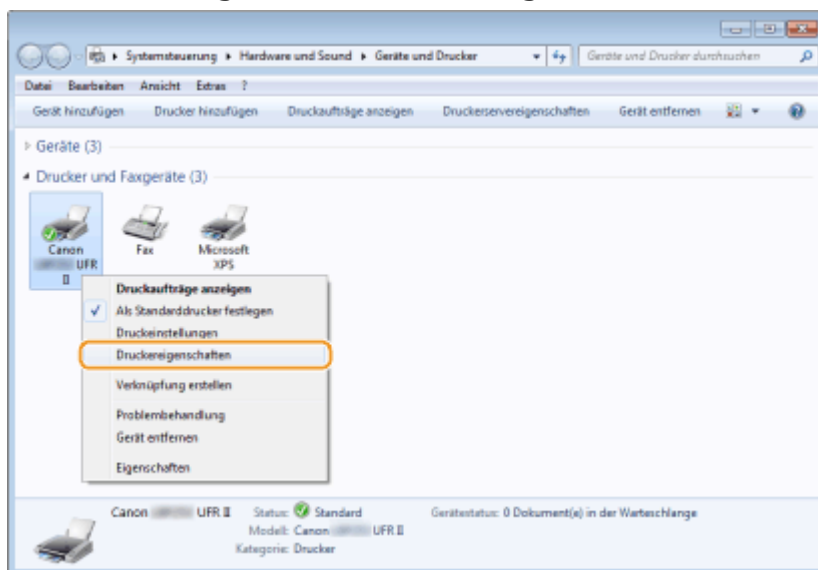 Systemsteuerung ▸ Hardware und Sound ▸ Geräte und Drucker
Geräte und Drucker durchsuchen
Datei Bearbeiten Ansicht Extras ?
Gerät hinzufügen Drucker hinzufügen Druckaufträge anzeigen Druckerservereigenschaften Gerät entfernen
Geräte (3)
Drucker und Faxgeräte (3)
Canon UFR II
Fax
Microsoft XPS
Druckaufträge anzeigen
Als Standarddrucker festlegen
Druckeinstellungen
Druckereigenschaften
Verknüpfung erstellen
Problembehandlung
Gerät entfernen
Eigenschaften
Canon UFR II Status: Standard Gerätestatus: 0 Dokument(e) in der Warteschlange
Modell: Canon UFR II
Kategorie: Drucker